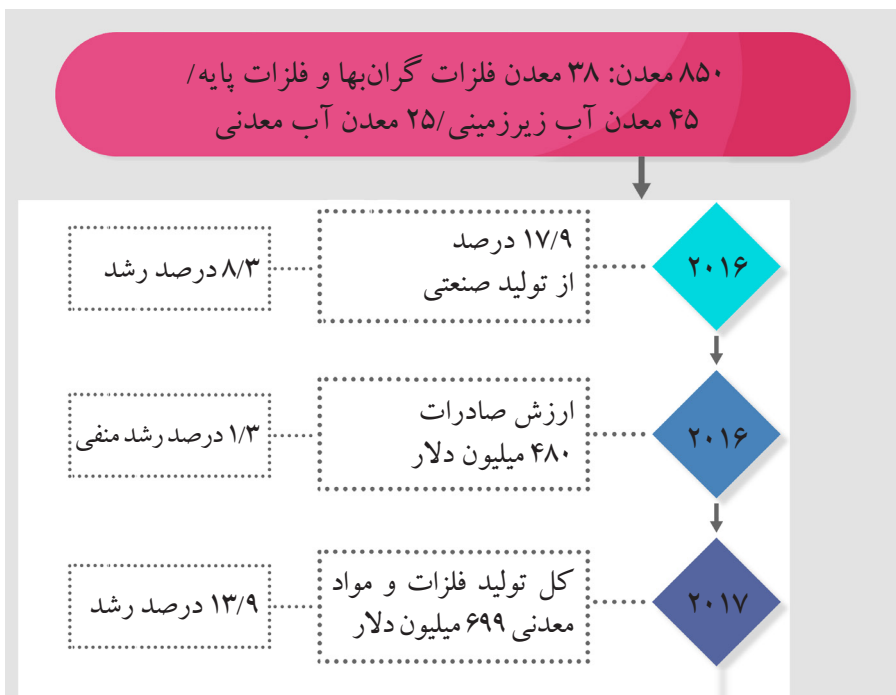 ۸۵۰ معدن: ۳۸ معدن فلزات گران‌بها و فلزات پایه/
۴۵ معدن آب زیرزمینی/۲۵ معدن آب معدنی
۲۰۱۶
۱۷/۹ درصد
از تولید صنعتی
۸/۳ درصد رشد
۲۰۱۶
ارزش صادرات
۴۸۰ میلیون دلار
۱/۳ درصد رشد منفی
۲۰۱۷
کل تولید فلزات و مواد
معدنی ۶۹۹ میلیون دلار
۱۳/۹ درصد رشد